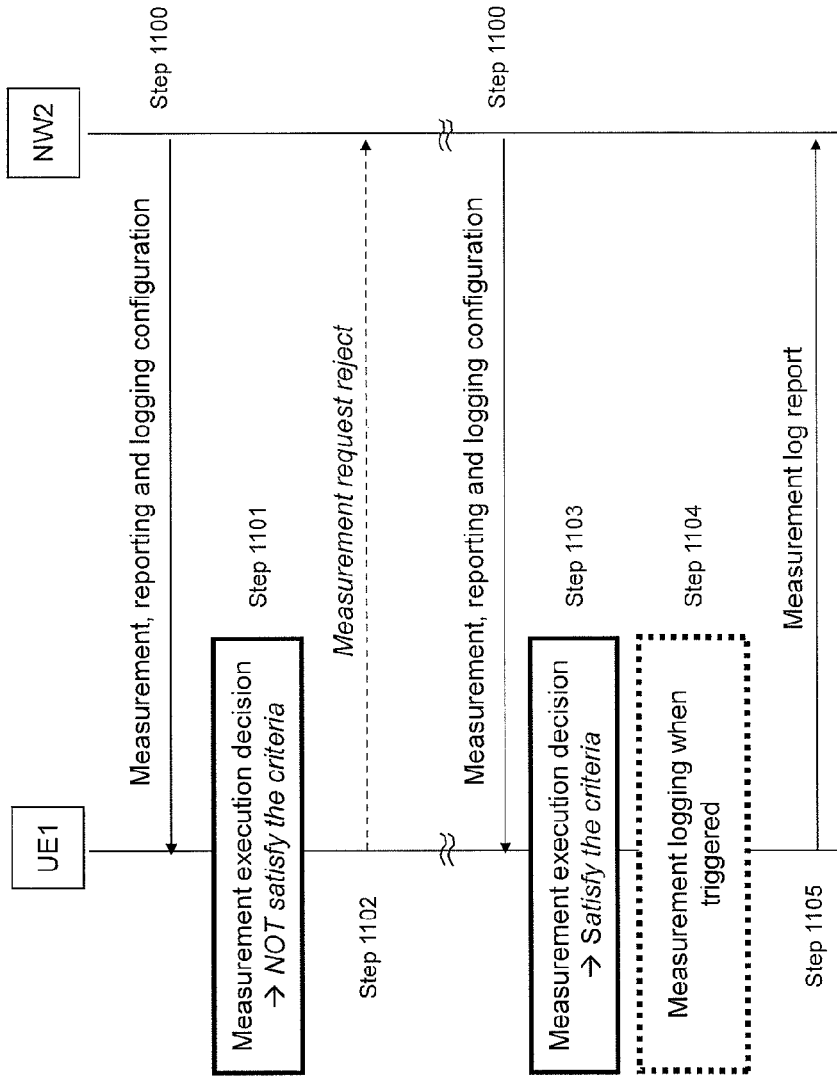 UE1
NW2
Measurement, reporting and logging configuration
Step 1100
Measurement execution decision
→ NOT satisfy the criteria
Step 1101
Measurement request reject
Step 1102
Measurement, reporting and logging configuration
Step 1100
Measurement execution decision
→ Satisfy the criteria
Step 1103
Measurement logging when
triggered
Step 1104
Measurement log report
Step 1105